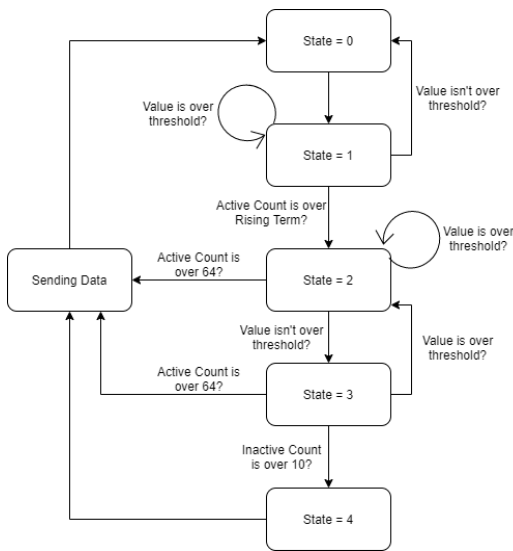 State = 0
Value isn't over
threshold?
Value is over
threshold?
State = 1
Active Count is over
Rising Term?
Value is over
threshold?
Active Count is
over 64?
Sending Data
State = 2
Value isn't over
threshold?
Value is over
threshold?
Active Count is
over 64?
State = 3
Inactive Count
is over 10?
State = 4